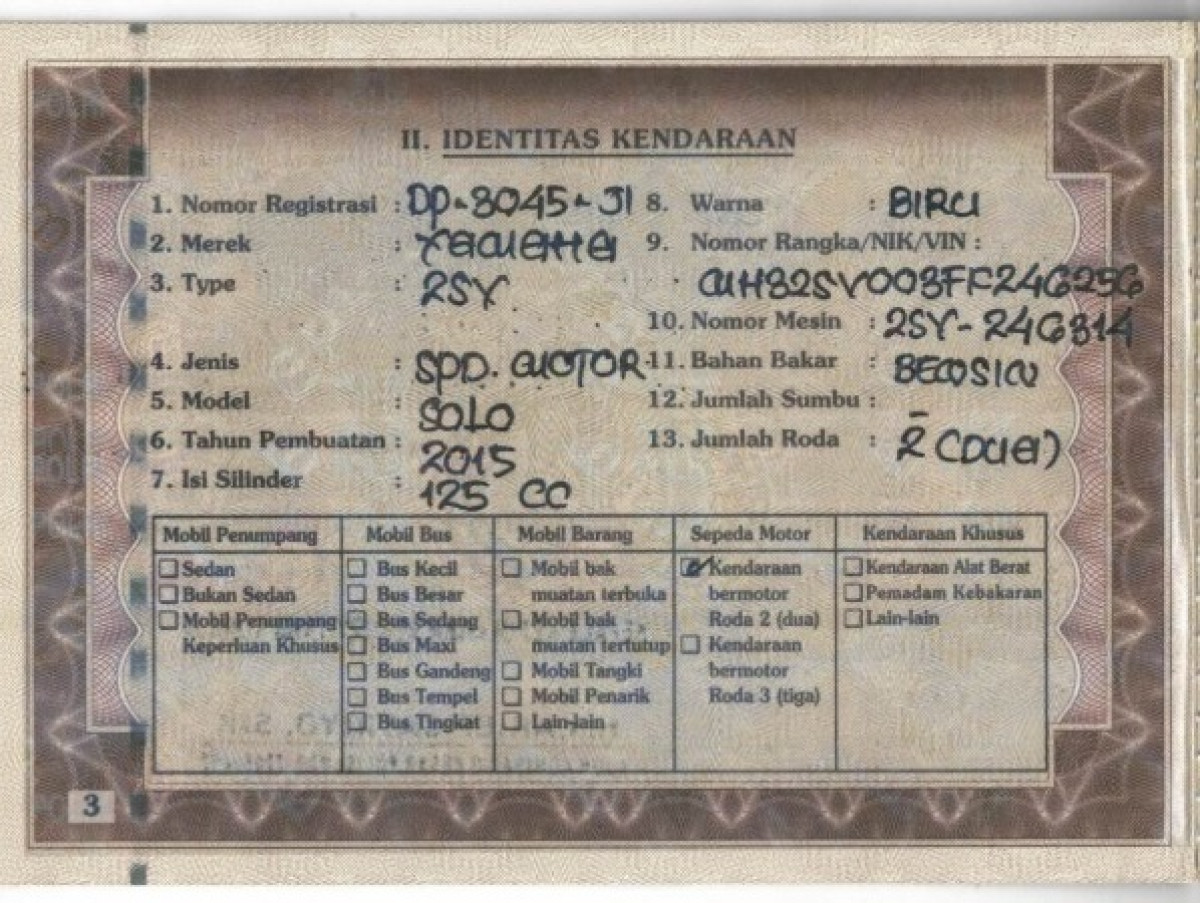 II. IDENTITAS KENDARAAN
1. Nomor Registrasi : DP-3045-JI
2. Merek : YAMAHA
3. Type : 2SV
4. Jenis : SPD. MOTOR
5. Model : SOLO
6. Tahun Pembuatan : 2015
7. Isi Silinder : 125 CC
8. Warna : BIRU
9. Nomor Rangka/NIK/VIN :
10. Nomor Mesin :
11. Bahan Bakar : BENSIN
12. Jumlah Sumbu : -
13. Jumlah Roda : 2 (DUA)
Mobil Penumpang
Sedan
Bukan Sedan
Mobil Penumpang
Keperluan Khusus
Mobil Bus
Bus Kecil
Bus Besar
Bus Sedang
Bus Maxi
Bus Gandeng
Bus Tempel
Bus Tingkat
Mobil Barang
Mobil bak
muatan terbuka
Mobil bak
muatan tertutup
Mobil Tangki
Mobil Penarik
Lain-lain
Sepeda Motor
Kendaraan
bermotor
Roda 2 (dua)
Kendaraan
bermotor
Roda 3 (tiga)
Kendaraan Khusus
Kendaraan Alat Berat
Pemadam Kebakaran
Lain-lain
3